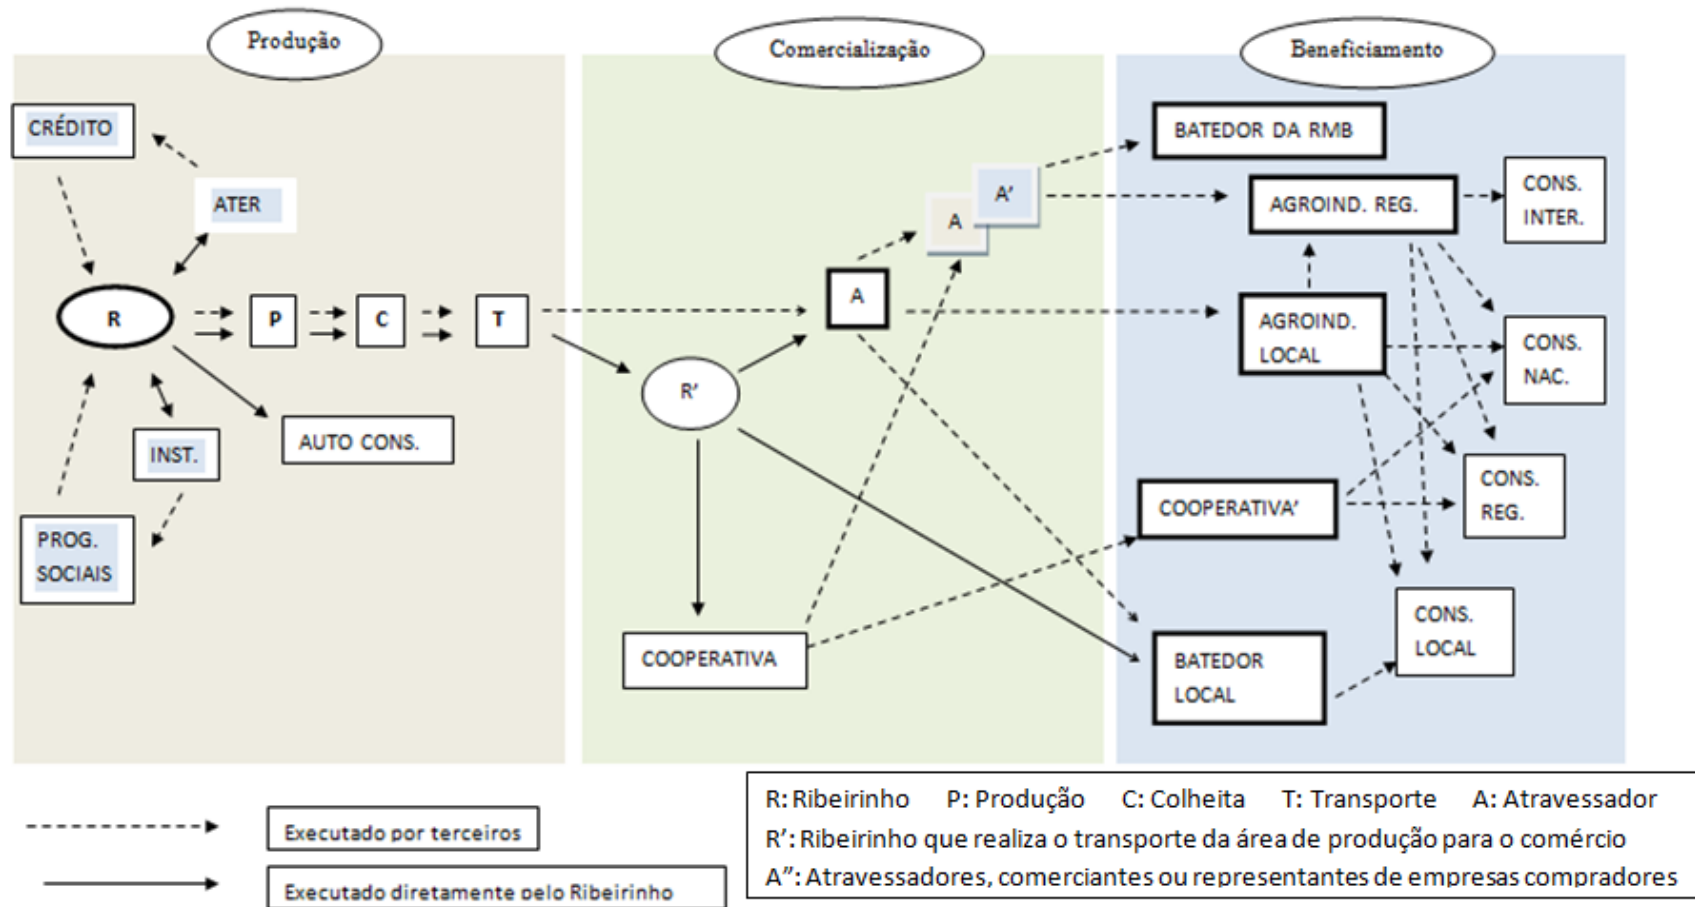 Produção
Comercialização
Beneficiamento
CRÉDITO
ATER
R
P
C
T
AUTO CONS.
INST.
PROG.
SOCIAIS
A
A'
A
R'
COOPERATIVA
BATEDOR DA RMB
AGROIND. REG.
CONS.
INTER.
AGROIND.
LOCAL
CONS.
NAC.
COOPERATIVA'
CONS.
REG.
CONS.
LOCAL
BATEDOR
LOCAL
Executado por terceiros
Executado diretamente pelo Ribeirinho
R: Ribeirinho P: Produção C: Colheita T: Transporte A: Atravessador
R': Ribeirinho que realiza o transporte da área de produção para o comércio
A": Atravessadores, comerciantes ou representantes de empresas compradores